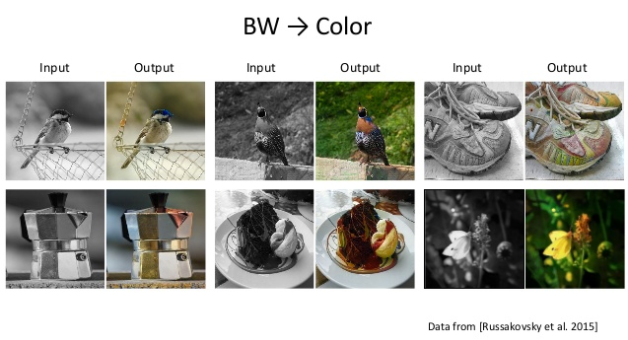 BW → Color
Input Output Input Output Input Output
N N
Data from [Russakovsky et al. 2015]